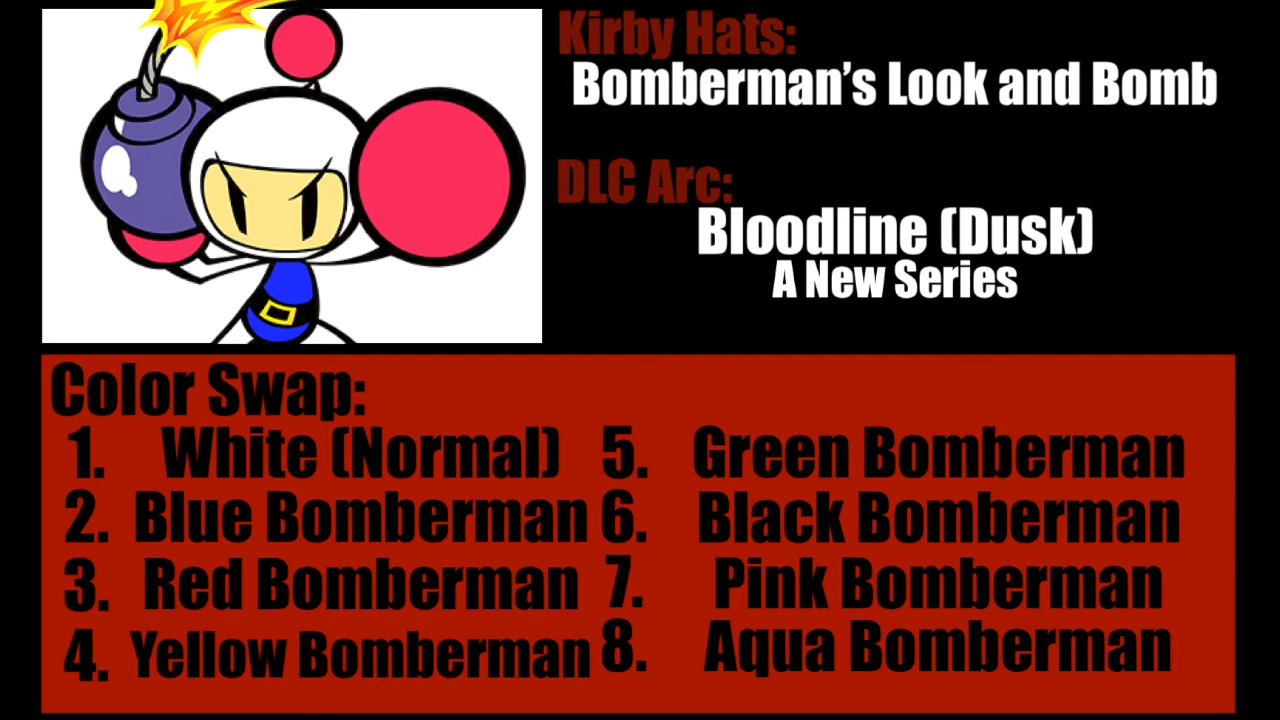 Kirby Hats:
Bomberman's Look and Bomb
DLC Arc:
Bloodline (Dusk)
A New Series
Color Swap:
1. White (Normal)
2. Blue Bomberman
3. Red Bomberman
4. Yellow Bomberman
5. Green Bomberman
6. Black Bomberman
7. Pink Bomberman
8. Aqua Bomberman